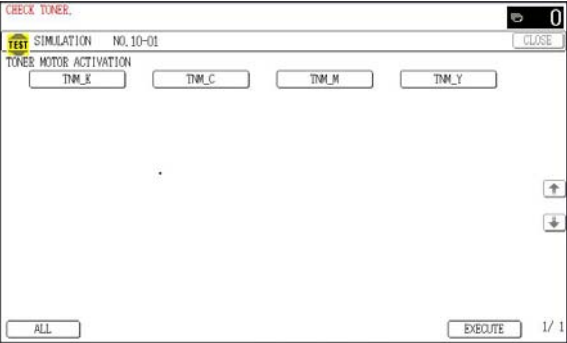 CHECK TONER.
0
TEST SIMULATION NO. 10-01 CLOSE
TONER MOTOR ACTIVATION
TNM_K TNM_C TNM_M TNM_Y
ALL EXECUTE 1/ 1